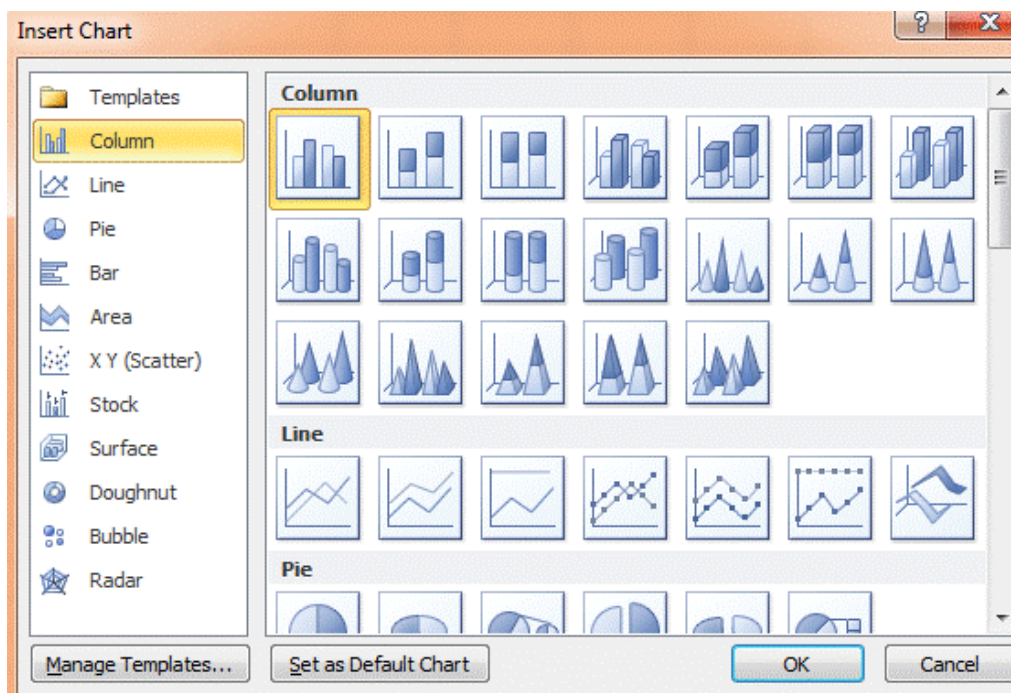 Insert Chart
Templates
Column
Line
Pie
Bar
Area
X Y (Scatter)
Stock
Surface
Doughnut
Bubble
Radar
Column
Line
Pie
Manage Templates...
Set as Default Chart
OK
Cancel